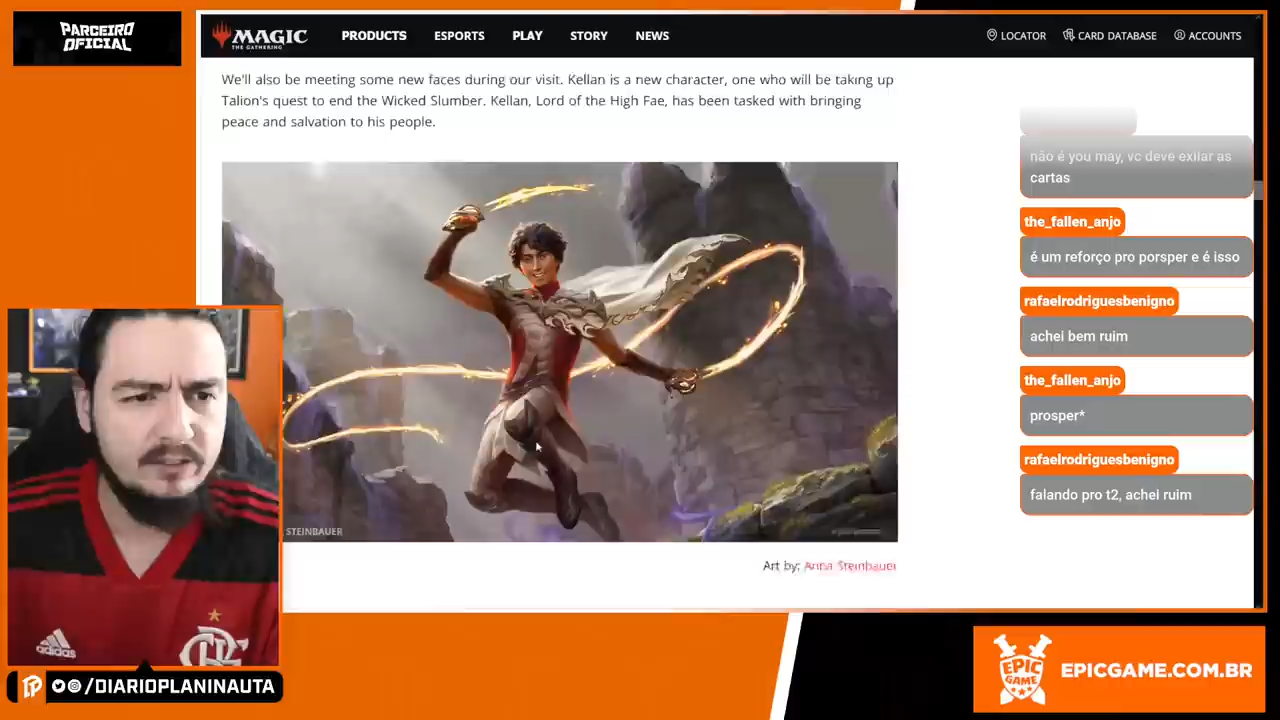 PARCEIRO
OFICIAL
MAGIC
THE GATHERING
PRODUCTS
ESPORTS
PLAY
STORY
NEWS
LOCATOR
CARD DATABASE
ACCOUNTS
We'll also be meeting some new faces during our visit. Kellan is a new character, one who will be taking up
Talion's quest to end the Wicked Slumber. Kellan, Lord of the High Fae, has been tasked with bringing
peace and salvation to his people.
STEINBAUER
Art by: Anna Steinbauer
não é you may, vc deve exilar as
cartas
the_fallen_anjo
é um reforço pro porsper e é isso
rafaelrodriguesbenigno
achei bem ruim
the_fallen_anjo
prosper*
rafaelrodriguesbenigno
falando pro t2, achei ruim
adidas
CRF
/DIARIOPLANINAUTA
EPIC
GAME
EPICGAME.COM.BR